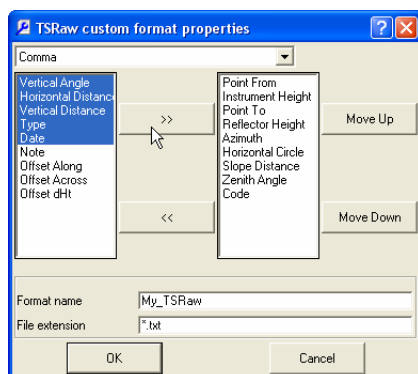 TSRaw custom format properties
Comma
Vertical Angle
Horizontal Distanc
Vertical Distance
Type
Date
Note
Offset Along
Offset Across
Offset dHt
>>
<<
Point From
Instrument Height
Point To
Reflector Height
Azimuth
Horizontal Circle
Slope Distance
Zenith Angle
Code
Move Up
Move Down
Format name My_TSRaw
File extension *.txt
OK Cancel